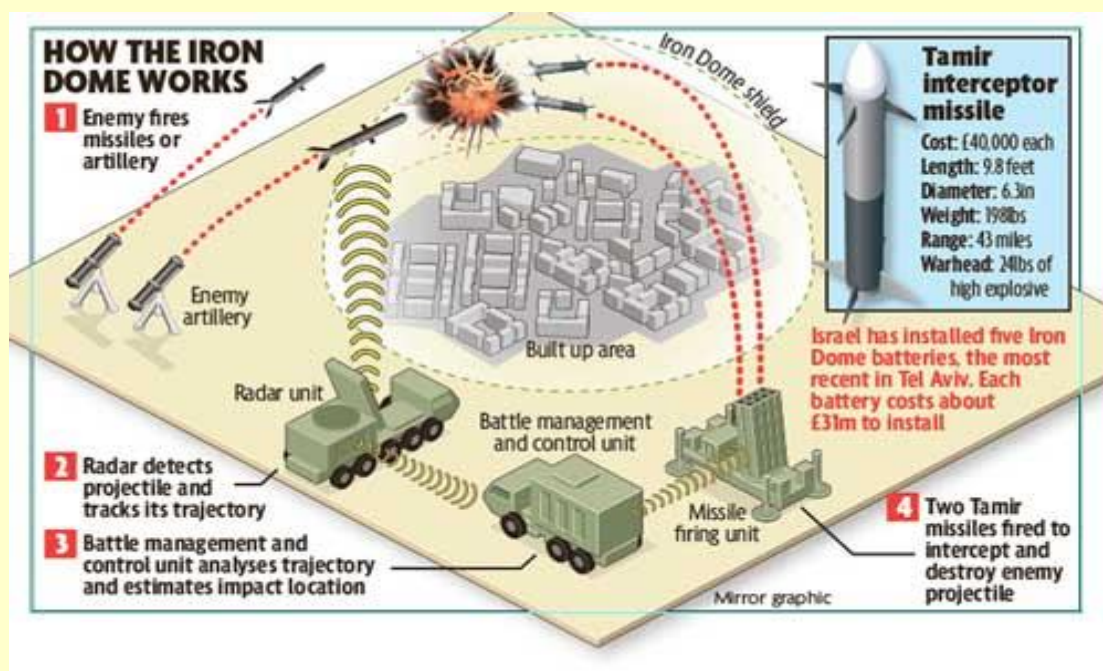 HOW THE IRON
DOME WORKS
1 Enemy fires
missiles or
artillery
Iron Dome shield
Tamir
interceptor
missile
Cost: £40,000 each
Length: 9.8 feet
Diameter: 6.3in
Weight: 198lbs
Range: 43 miles
Warhead: 24lbs of
high explosive
Enemy
artillery
Built up area
Israel has installed five Iron
Dome batteries, the most
recent in Tel Aviv. Each
battery costs about
£31m to install
Radar unit
Battle management
and control unit
2 Radar detects
projectile and
tracks its trajectory
Missile
firing unit
3 Battle management and
control unit analyses trajectory
and estimates impact location
4 Two Tamir
missiles fired to
intercept and
destroy enemy
projectile
Mirror graphic